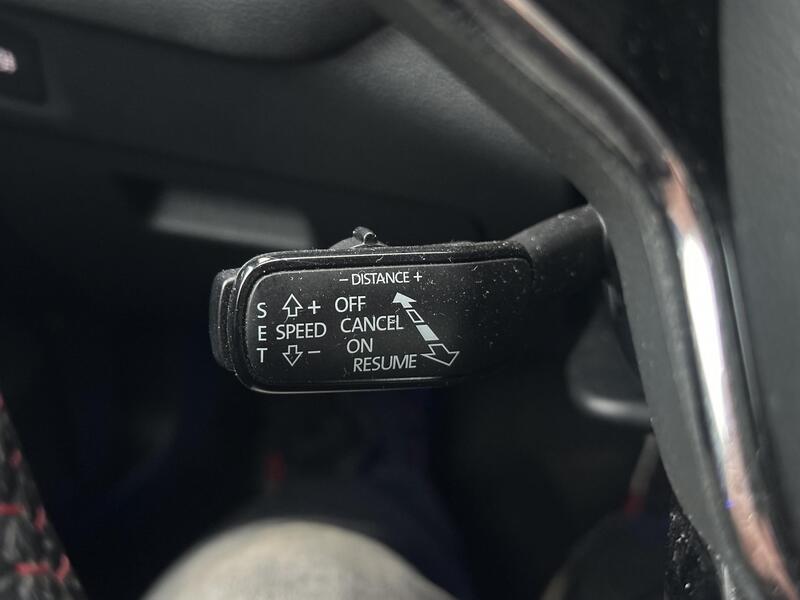 − DISTANCE +
S + OFF
E SPEED CANCEL
T − ON
RESUME